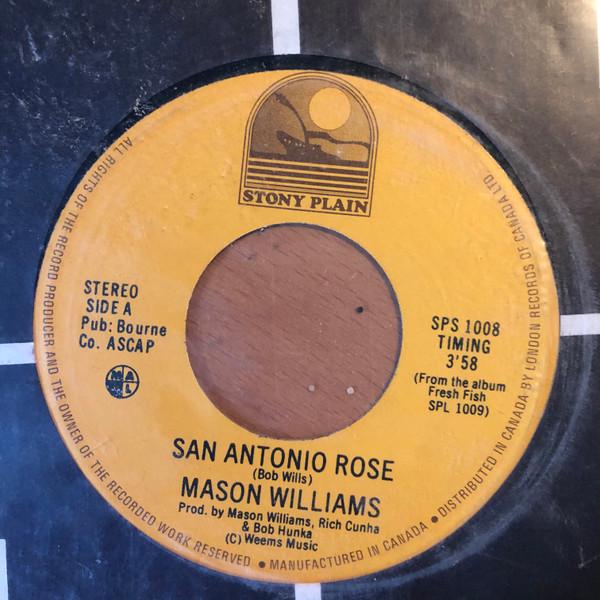 STONY PLAIN
STEREO
SIDE A
Pub: Bourne
Co. ASCAP
MAPL
SPS 1008
TIMING
3'58
(From the album
Fresh Fish
SPL 1009)
SAN ANTONIO ROSE
(Bob Wills)
MASON WILLIAMS
Prod. by Mason Williams, Rich Cunha
& Bob Hunka
(C) Weems Music
ALL RIGHTS OF THE RECORD PRODUCER AND THE OWNER OF THE RECORDED WORK RESERVED • MANUFACTURED IN CANADA • DISTRIBUTED IN CANADA BY LONDON RECORDS OF CANADA LTD